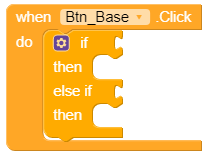 when Btn_Base .Click
do if
then
else if
then